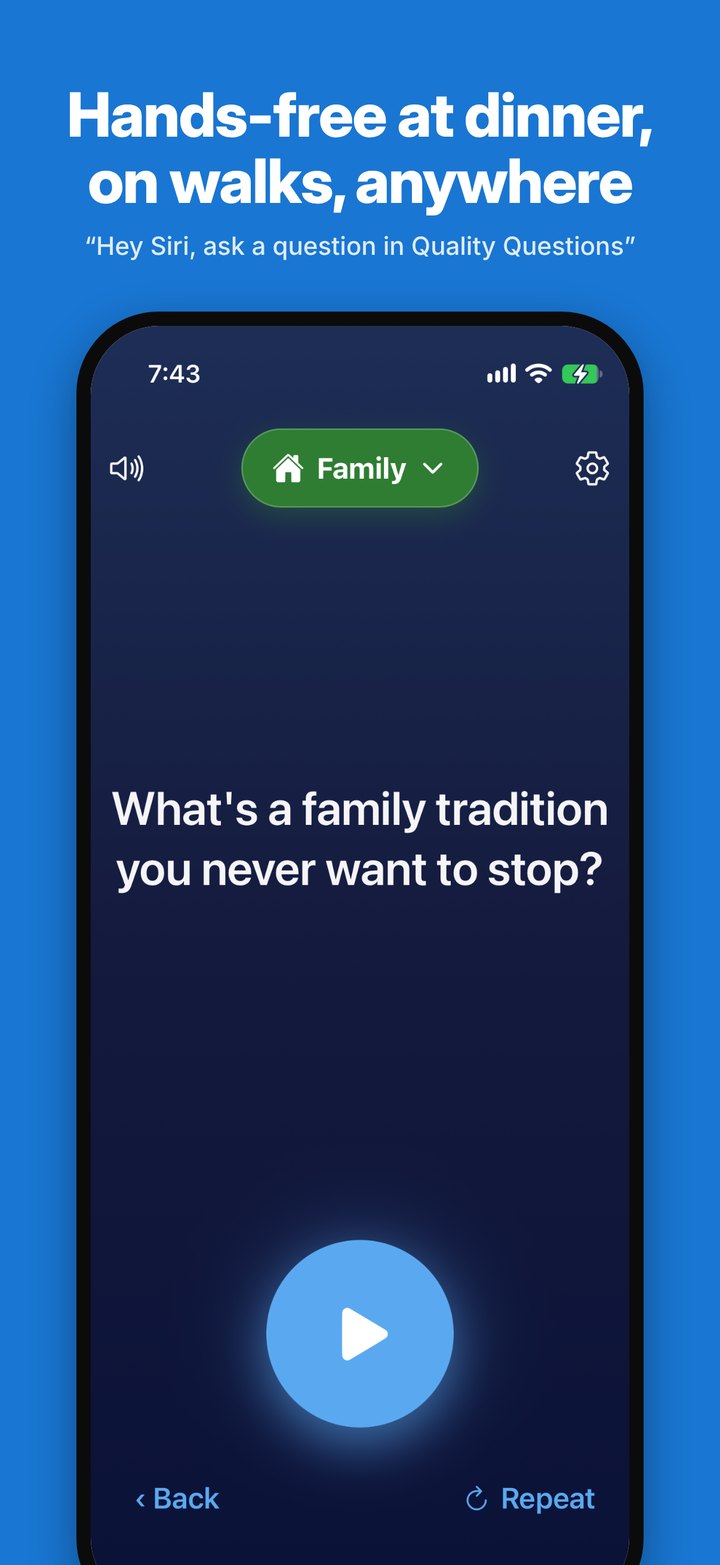 Hands-free at dinner,
on walks, anywhere
“Hey Siri, ask a question in Quality Questions”
7:43
Family
What's a family tradition
you never want to stop?
‹ Back
Repeat